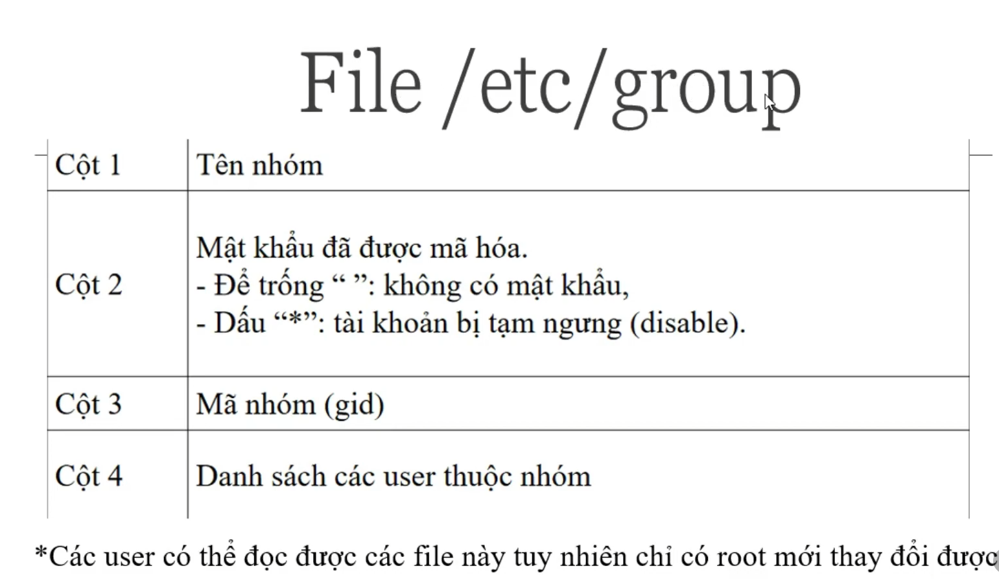 File /etc/group
Cột 1
Tên nhóm
Cột 2
Mật khẩu đã được mã hóa.
- Để trống “ ”: không có mật khẩu,
- Dấu “*”: tài khoản bị tạm ngưng (disable).
Cột 3
Mã nhóm (gid)
Cột 4
Danh sách các user thuộc nhóm
*Các user có thể đọc được các file này tuy nhiên chỉ có root mới thay đổi được